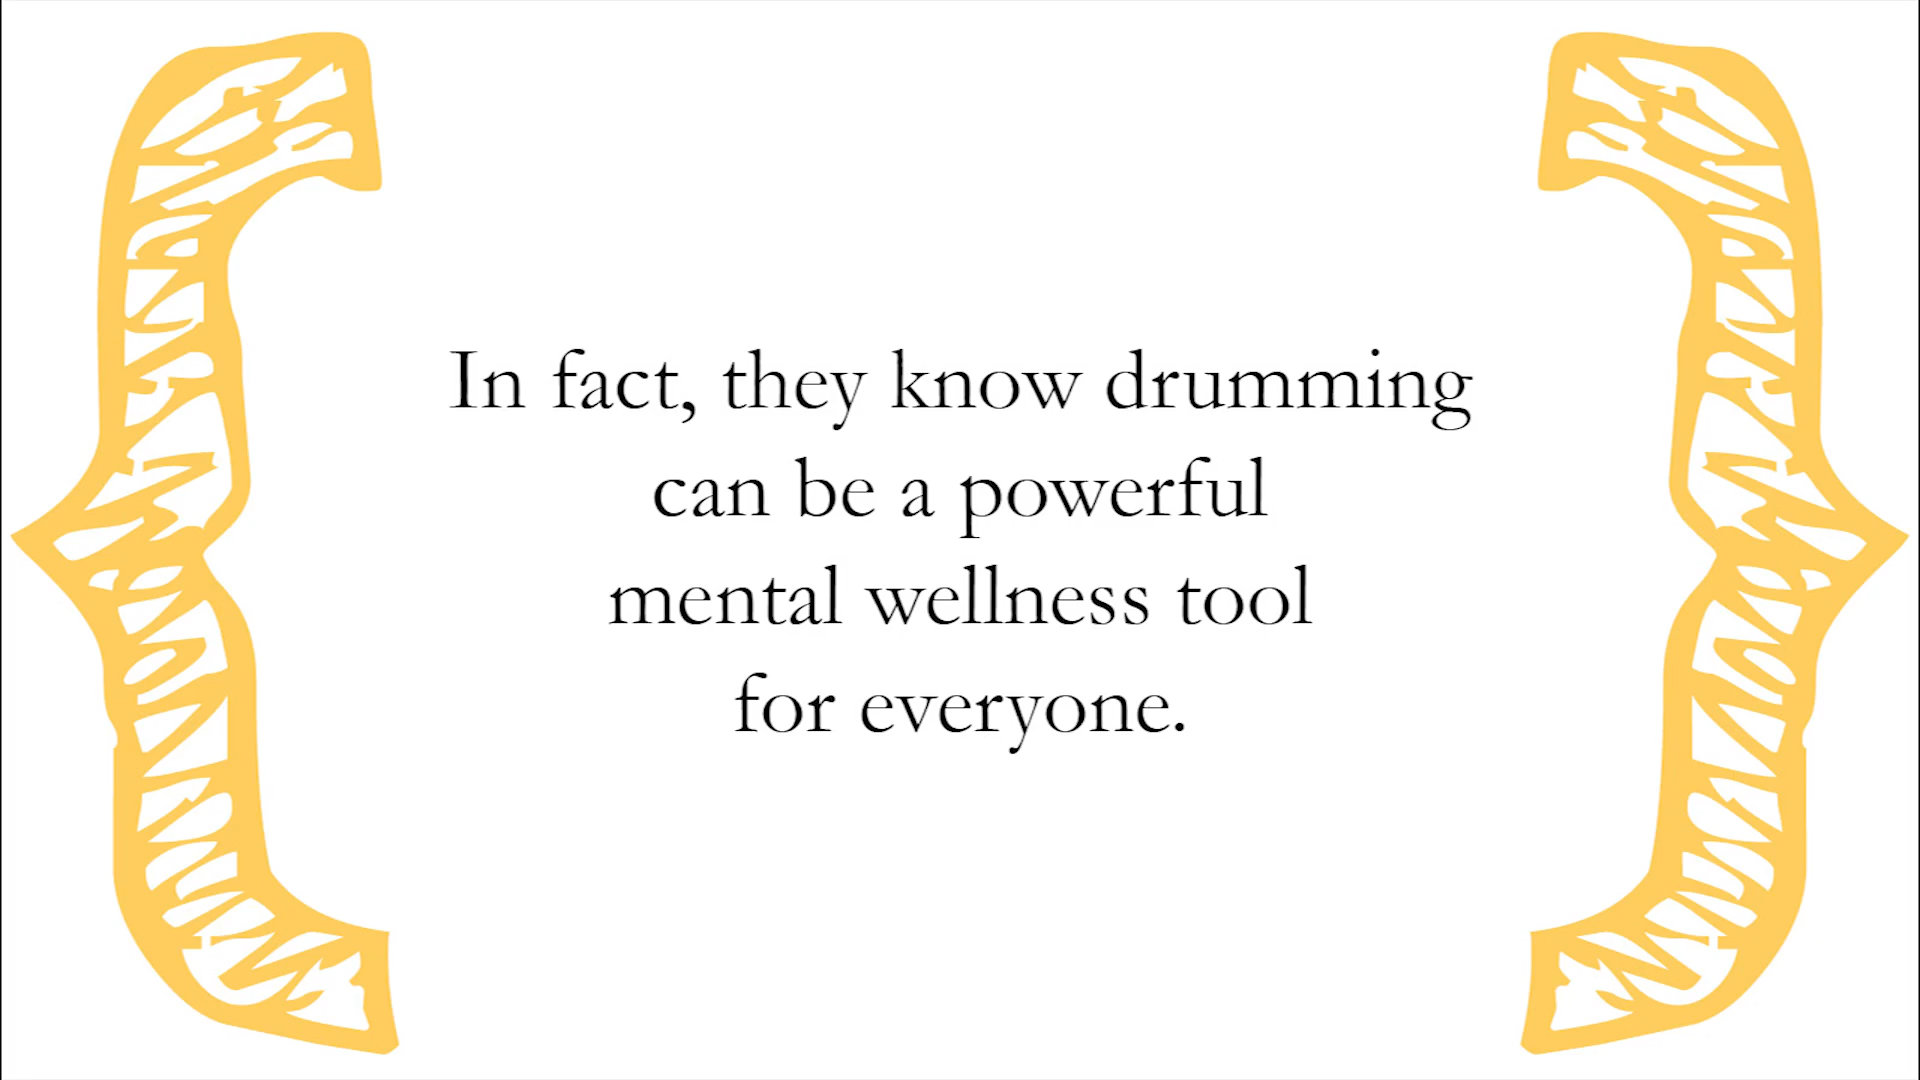 In fact, they know drumming
can be a powerful
mental wellness tool
for everyone.